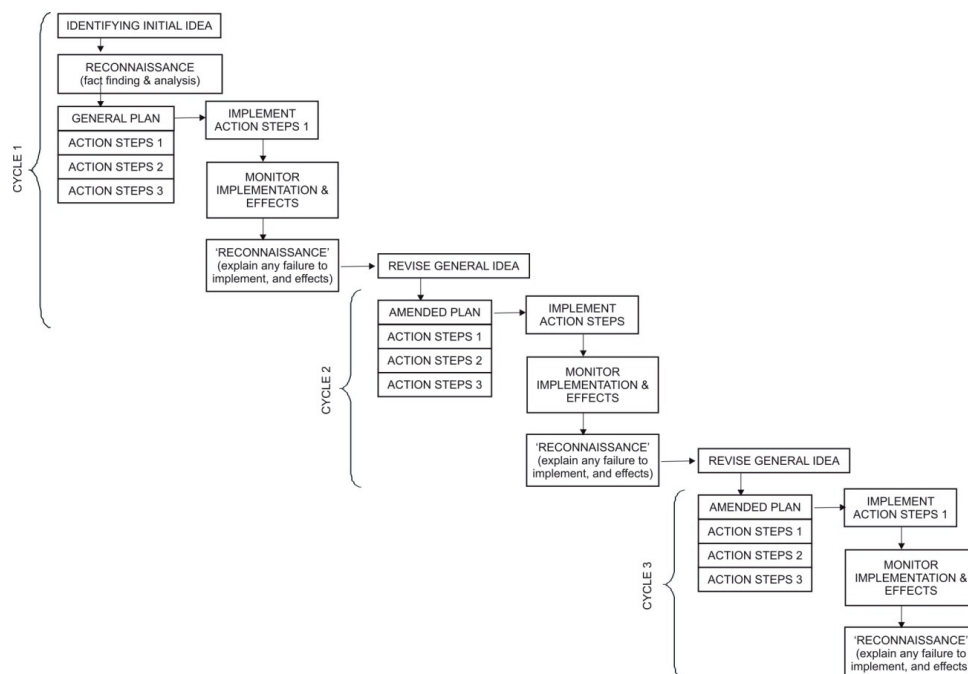 IDENTIFYING INITIAL IDEA
RECONNAISSANCE
(fact finding & analysis)
GENERAL PLAN
ACTION STEPS 1
ACTION STEPS 2
ACTION STEPS 3
IMPLEMENT
ACTION STEPS 1
MONITOR
IMPLEMENTATION &
EFFECTS
‘RECONNAISSANCE’
(explain any failure to
implement, and effects)
CYCLE 1
REVISE GENERAL IDEA
AMENDED PLAN
ACTION STEPS 1
ACTION STEPS 2
ACTION STEPS 3
IMPLEMENT
ACTION STEPS
MONITOR
IMPLEMENTATION &
EFFECTS
‘RECONNAISSANCE’
(explain any failure to
implement, and effects)
CYCLE 2
REVISE GENERAL IDEA
AMENDED PLAN
ACTION STEPS 1
ACTION STEPS 2
ACTION STEPS 3
IMPLEMENT
ACTION STEPS 1
MONITOR
IMPLEMENTATION &
EFFECTS
‘RECONNAISSANCE’
(explain any failure to
implement, and effects
CYCLE 3